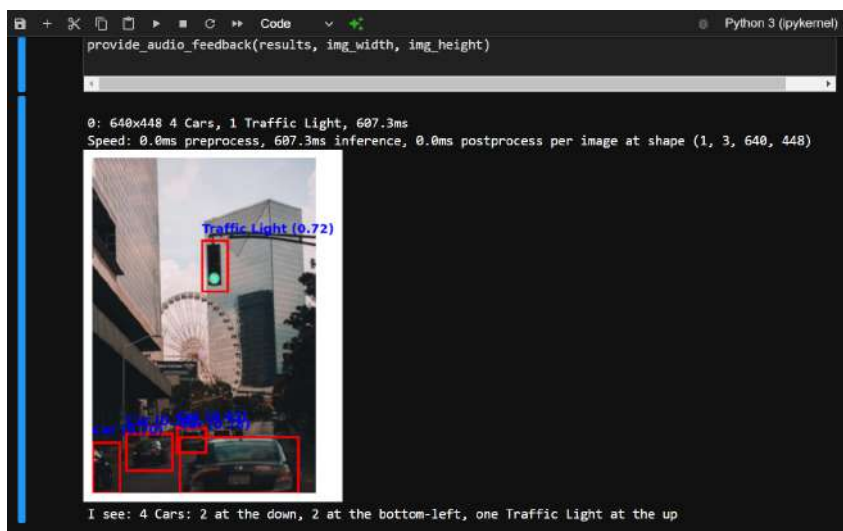 Code
Python 3 (ipykernel)
provide_audio_feedback(results, img_width, img_height)
0: 640x448 4 Cars, 1 Traffic Light, 607.3ms
Speed: 0.0ms preprocess, 607.3ms inference, 0.0ms postprocess per image at shape (1, 3, 640, 448)
Traffic Light (0.72)
I see: 4 Cars: 2 at the down, 2 at the bottom-left, one Traffic Light at the up